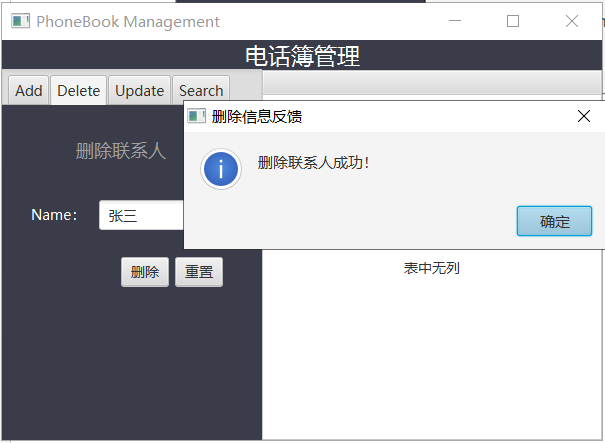 PhoneBook Management
电话簿管理
Add Delete Update Search
删除信息反馈
删除联系人
删除联系人成功！
Name： 张三
确定
删除 重置
表中无列